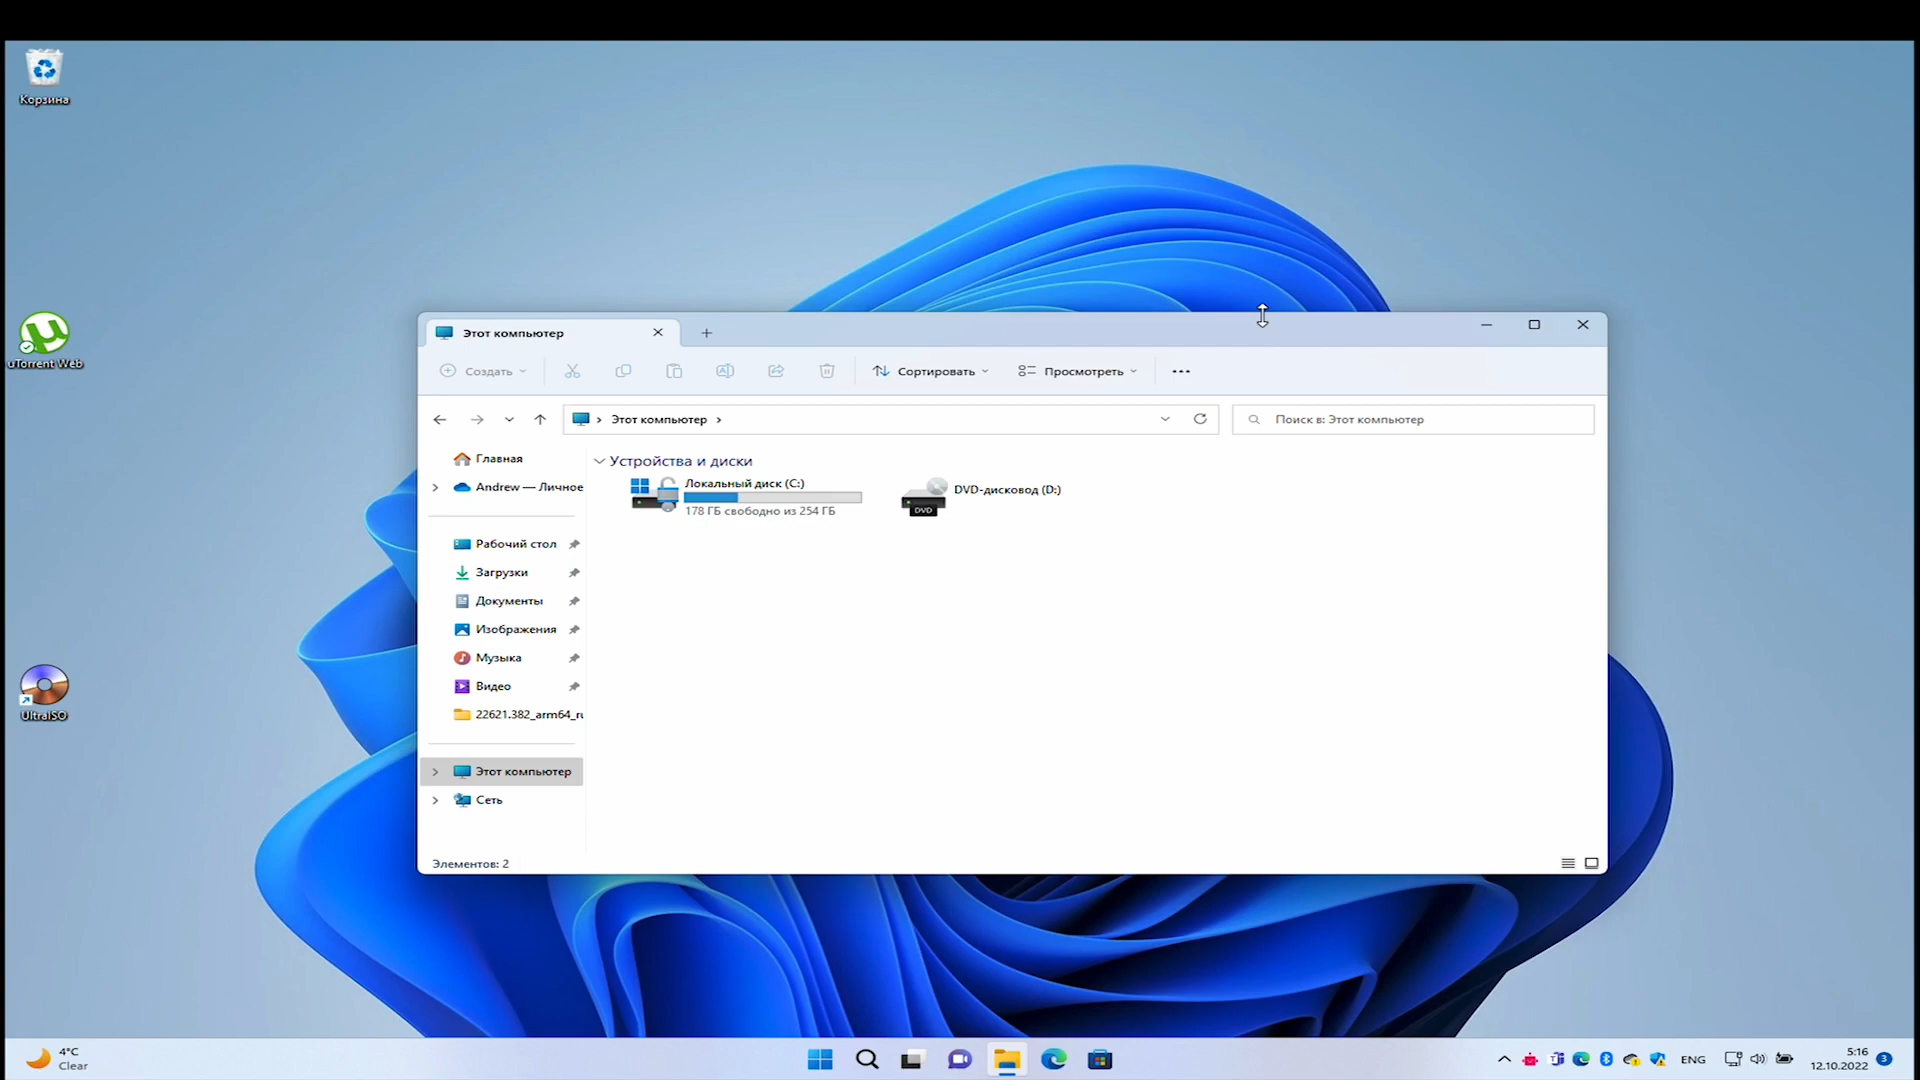 Корзина
uTorrent Web
UltraISO
Этот компьютер
Создать
Сортировать
Просмотреть
Этот компьютер
Поиск в: Этот компьютер
Главная
Andrew — Личное
Рабочий стол
Загрузки
Документы
Изображения
Музыка
Видео
22621.382_arm64_ru
Этот компьютер
Сеть
Устройства и диски
Локальный диск (C:)
178 ГБ свободно из 254 ГБ
DVD
DVD-дисковод (D:)
Элементов: 2
4°C
Clear
ENG
5:16
12.10.2022
3